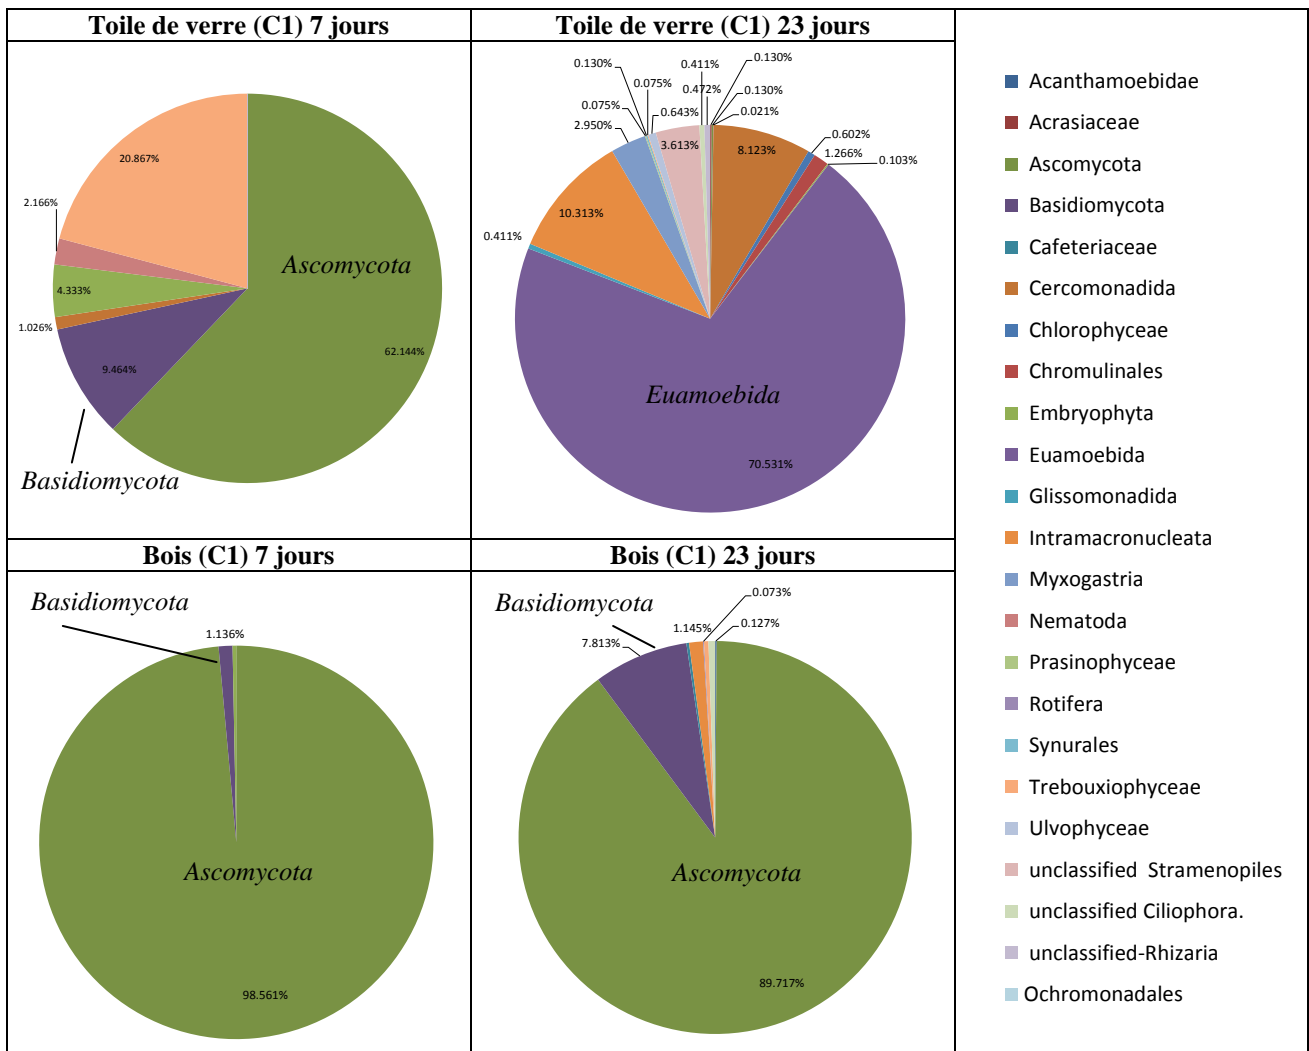 Toile de verre (C1) 7 jours
20.867%
2.166%
4.333%
1.026%
9.464%
Ascomycota
62.144%
Basidiomycota
Toile de verre (C1) 23 jours
0.130%
0.075%
0.411%
0.130%
0.075%
0.472%
0.130%
0.643%
0.021%
2.950%
3.613%
8.123%
0.602%
1.266%
0.103%
10.313%
0.411%
Euamoebida
70.531%
Bois (C1) 7 jours
Basidiomycota
1.136%
Ascomycota
98.561%
Bois (C1) 23 jours
Basidiomycota
0.073%
1.145%
0.127%
7.813%
Ascomycota
89.717%
Acanthamoebidae
Acrasiaceae
Ascomycota
Basidiomycota
Cafeteriaceae
Cercomonadida
Chlorophyceae
Chromulinales
Embryophyta
Euamoebida
Glissomonadida
Intramacronucleata
Myxogastria
Nematoda
Prasinophyceae
Rotifera
Synurales
Trebouxiophyceae
Ulvophyceae
unclassified Stramenopiles
unclassified Ciliophora.
unclassified-Rhizaria
Ochromonadales